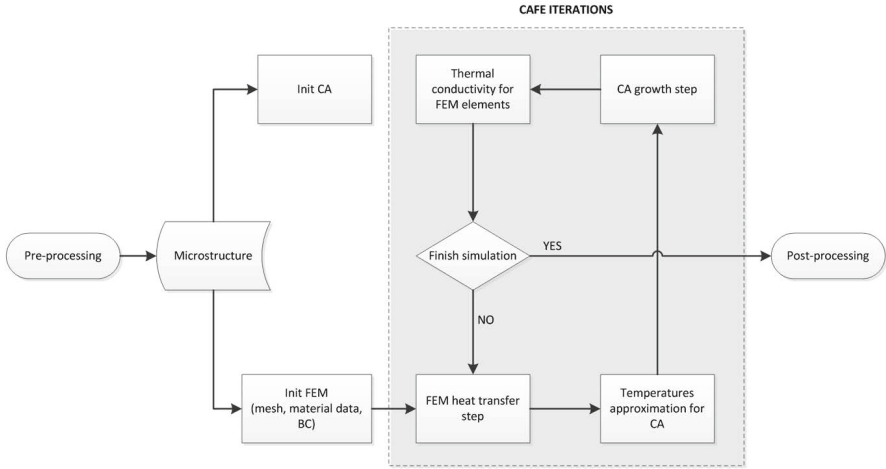 CAFE ITERATIONS
Init CA
Thermal
conductivity for
FEM elements
CA growth step
Pre-processing
Microstructure
Finish simulation
YES
Post-processing
NO
Init FEM
(mesh, material data,
BC)
FEM heat transfer
step
Temperatures
approximation for
CA